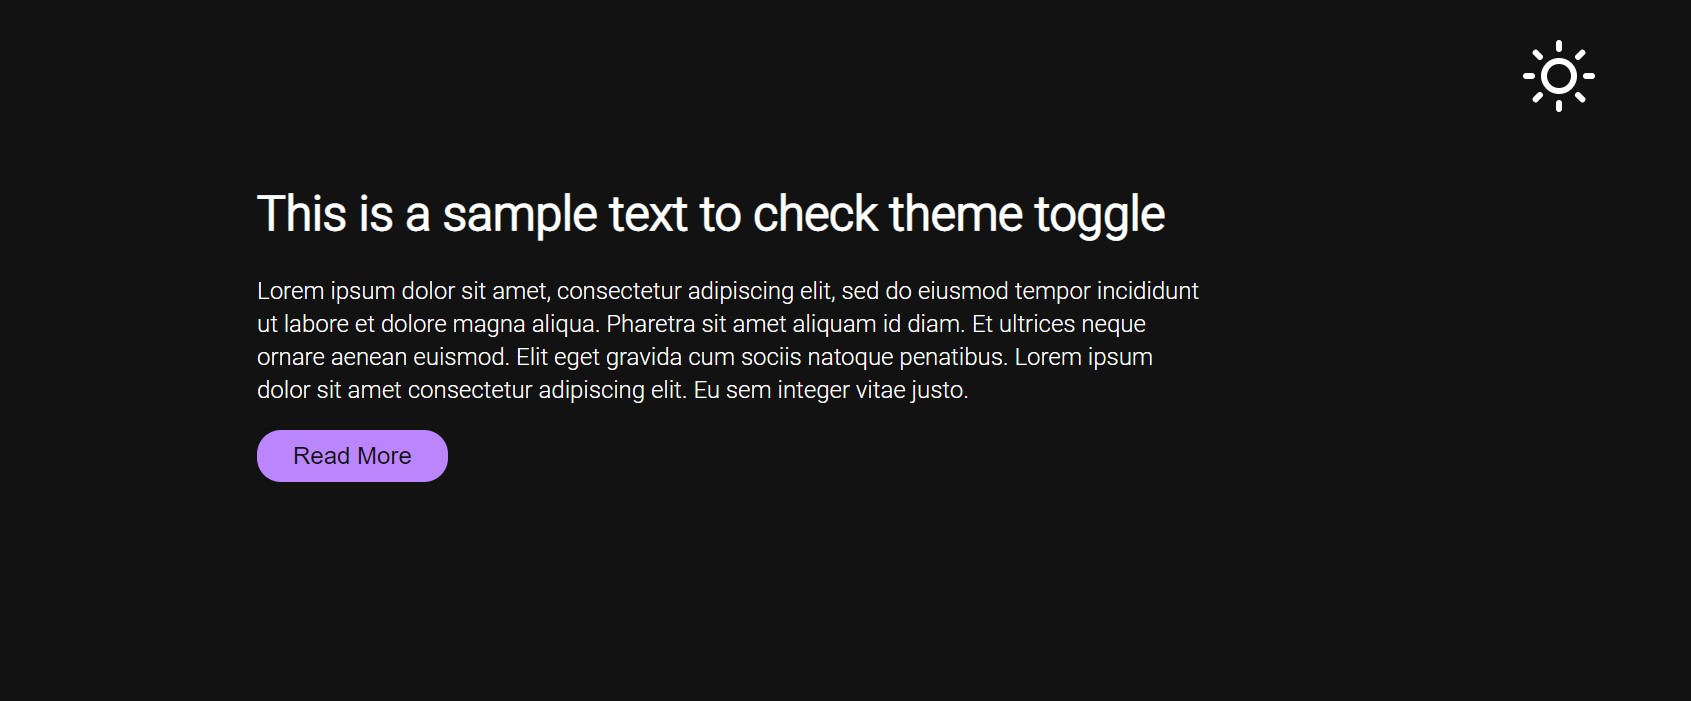 This is a sample text to check theme toggle
Lorem ipsum dolor sit amet, consectetur adipiscing elit, sed do eiusmod tempor incididunt
ut labore et dolore magna aliqua. Pharetra sit amet aliquam id diam. Et ultrices neque
ornare aenean euismod. Elit eget gravida cum sociis natoque penatibus. Lorem ipsum
dolor sit amet consectetur adipiscing elit. Eu sem integer vitae justo.
Read More